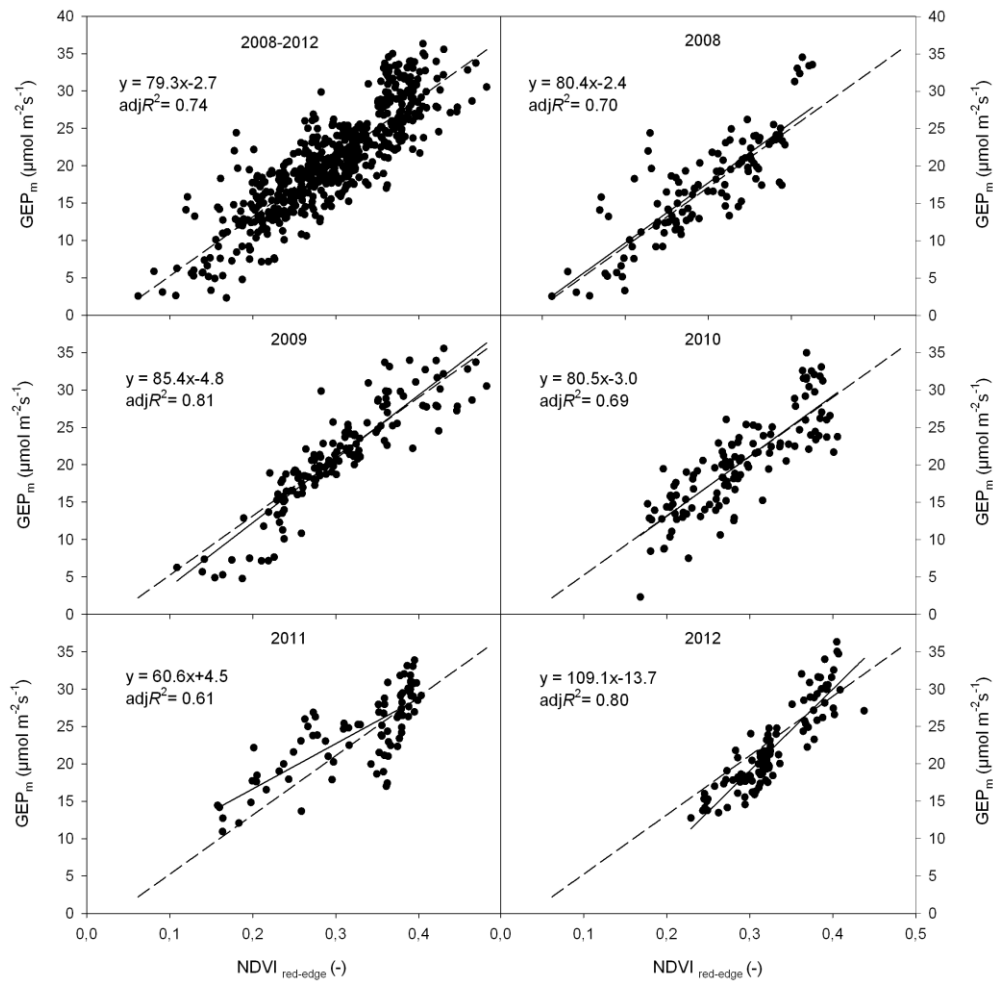 40
35
30
25
20
15
10
5
0
GEPm (µmol m-2s-1)
2008-2012
y = 79.3x-2.7
adjR2= 0.74
2008
y = 80.4x-2.4
adjR2= 0.70
40
35
30
25
20
15
10
5
0
GEPm (µmol m-2s-1)
35
30
25
20
15
10
5
0
GEPm (µmol m-2s-1)
2009
y = 85.4x-4.8
adjR2= 0.81
2010
y = 80.5x-3.0
adjR2= 0.69
35
30
25
20
15
10
5
0
GEPm (µmol m-2s-1)
35
30
25
20
15
10
5
0
GEPm (µmol m-2s-1)
2011
y = 60.6x+4.5
adjR2= 0.61
2012
y = 109.1x-13.7
adjR2= 0.80
35
30
25
20
15
10
5
0
GEPm (µmol m-2s-1)
0,0 0,1 0,2 0,3 0,4 0,0 0,1 0,2 0,3 0,4 0,5
NDVI red-edge (-) NDVI red-edge (-)